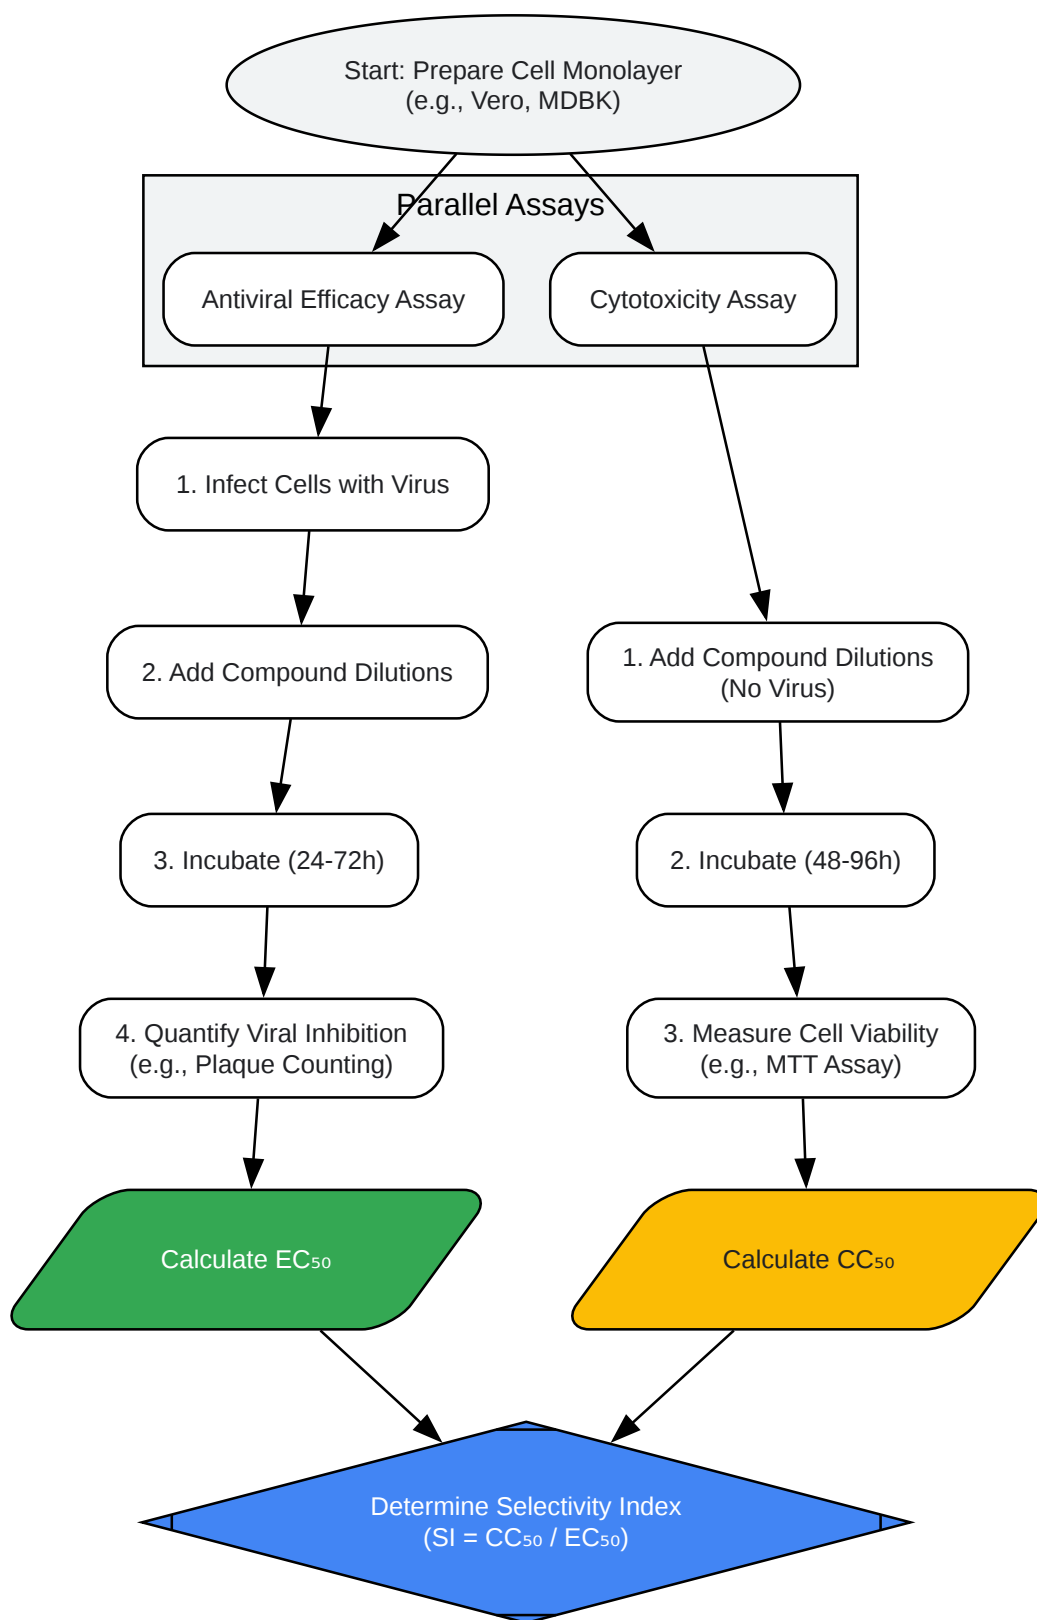 Start: Prepare Cell Monolayer
(e.g., Vero, MDBK)
Parallel Assays
Antiviral Efficacy Assay
Cytotoxicity Assay
1. Infect Cells with Virus
2. Add Compound Dilutions
1. Add Compound Dilutions
(No Virus)
3. Incubate (24-72h)
2. Incubate (48-96h)
4. Quantify Viral Inhibition
(e.g., Plaque Counting)
3. Measure Cell Viability
(e.g., MTT Assay)
Calculate EC₅₀
Calculate CC₅₀
Determine Selectivity Index
(SI = CC₅₀ / EC₅₀)